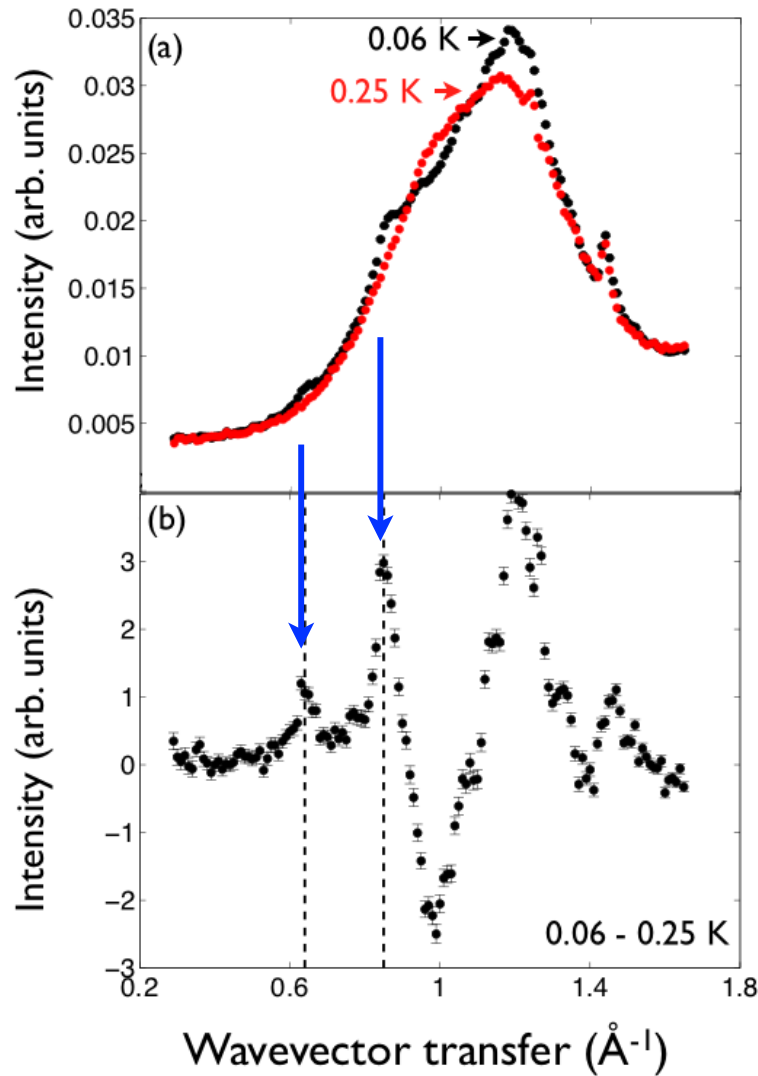 (a)
0.06 K
0.25 K
0.035
0.03
0.025
0.02
0.015
0.01
0.005
Intensity (arb. units)
(b)
3
2
1
0
−1
−2
−3
Intensity (arb. units)
0.06 - 0.25 K
0.2 0.6 1 1.4 1.8
Wavevector transfer (Å⁻¹)